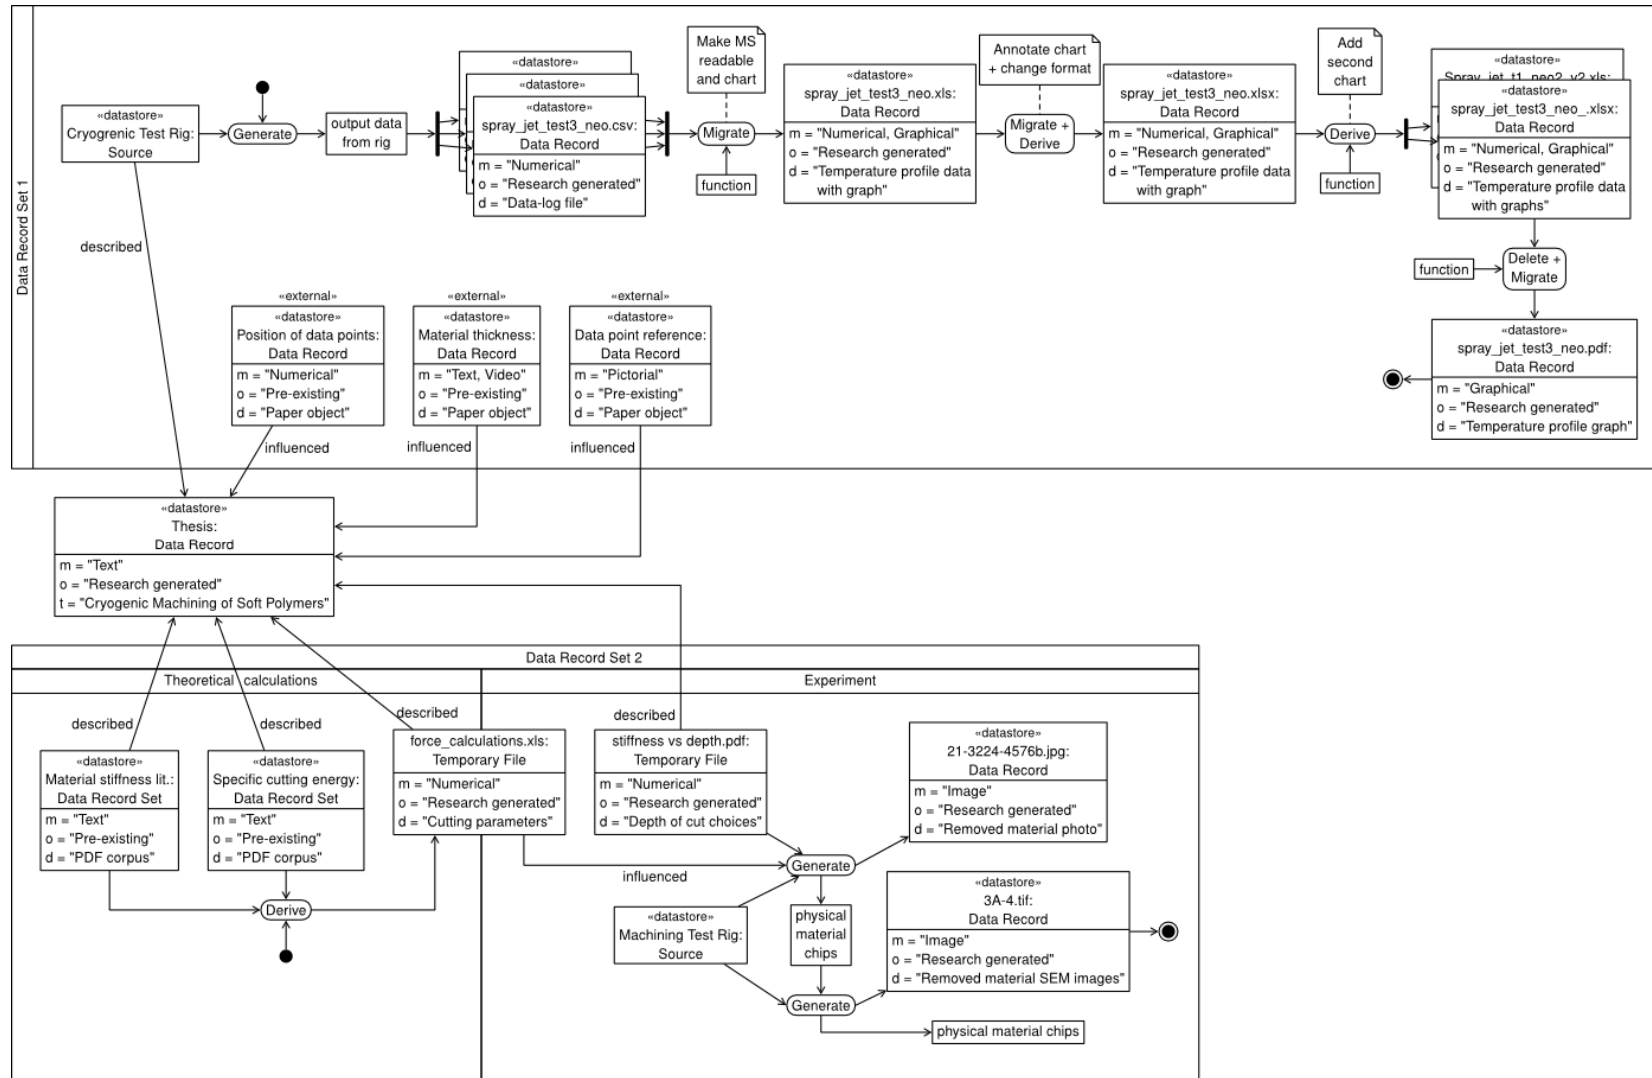 Data Record Set 1
«datastore»
Cryogrenic Test Rig:
Source
Generate
output data
from rig
«datastore»
«datastore»
«datastore»
spray_jet_test3_neo.csv:
Data Record
m = "Numerical"
o = "Research generated"
d = "Data-log file"
Make MS
readable
and chart
Migrate
function
«datastore»
spray_jet_test3_neo.xls:
Data Record
m = "Numerical, Graphical"
o = "Research generated"
d = "Temperature profile data
with graph"
Annotate chart
+ change format
Migrate +
Derive
«datastore»
spray_jet_test3_neo.xlsx:
Data Record
m = "Numerical, Graphical"
o = "Research generated"
d = "Temperature profile data
with graph"
Add
second
chart
Derive
function
«datastore»
Spray_jet_t1_neo2_v2.xls:
«datastore»
spray_jet_test3_neo_.xlsx:
Data Record
m = "Numerical, Graphical"
o = "Research generated"
d = "Temperature profile data
with graphs"
function
Delete +
Migrate
«datastore»
spray_jet_test3_neo.pdf:
Data Record
m = "Graphical"
o = "Research generated"
d = "Temperature profile graph"
described
«external»
«datastore»
Position of data points:
Data Record
m = "Numerical"
o = "Pre-existing"
d = "Paper object"
influenced
«external»
«datastore»
Material thickness:
Data Record
m = "Text, Video"
o = "Pre-existing"
d = "Paper object"
influenced
«external»
«datastore»
Data point reference:
Data Record
m = "Pictorial"
o = "Pre-existing"
d = "Paper object"
influenced
«datastore»
Thesis:
Data Record
m = "Text"
o = "Research generated"
t = "Cryogenic Machining of Soft Polymers"
Data Record Set 2
Theoretical calculations
Experiment
described
«datastore»
Material stiffness lit.:
Data Record Set
m = "Text"
o = "Pre-existing"
d = "PDF corpus"
described
«datastore»
Specific cutting energy:
Data Record Set
m = "Text"
o = "Pre-existing"
d = "PDF corpus"
Derive
described
force_calculations.xls:
Temporary File
m = "Numerical"
o = "Research generated"
d = "Cutting parameters"
influenced
described
stiffness vs depth.pdf:
Temporary File
m = "Numerical"
o = "Research generated"
d = "Depth of cut choices"
Generate
«datastore»
21-3224-4576b.jpg:
Data Record
m = "Image"
o = "Research generated"
d = "Removed material photo"
«datastore»
Machining Test Rig:
Source
physical
material
chips
«datastore»
3A-4.tif:
Data Record
m = "Image"
o = "Research generated"
d = "Removed material SEM images"
Generate
physical material chips